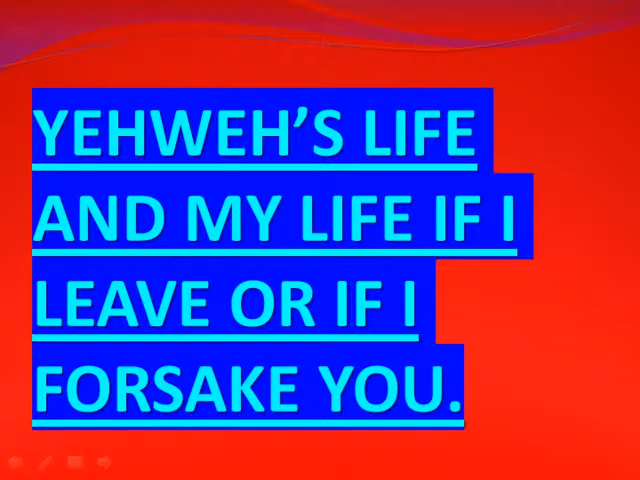 YEHWEH’S LIFE
AND MY LIFE IF I
LEAVE OR IF I
FORSAKE YOU.